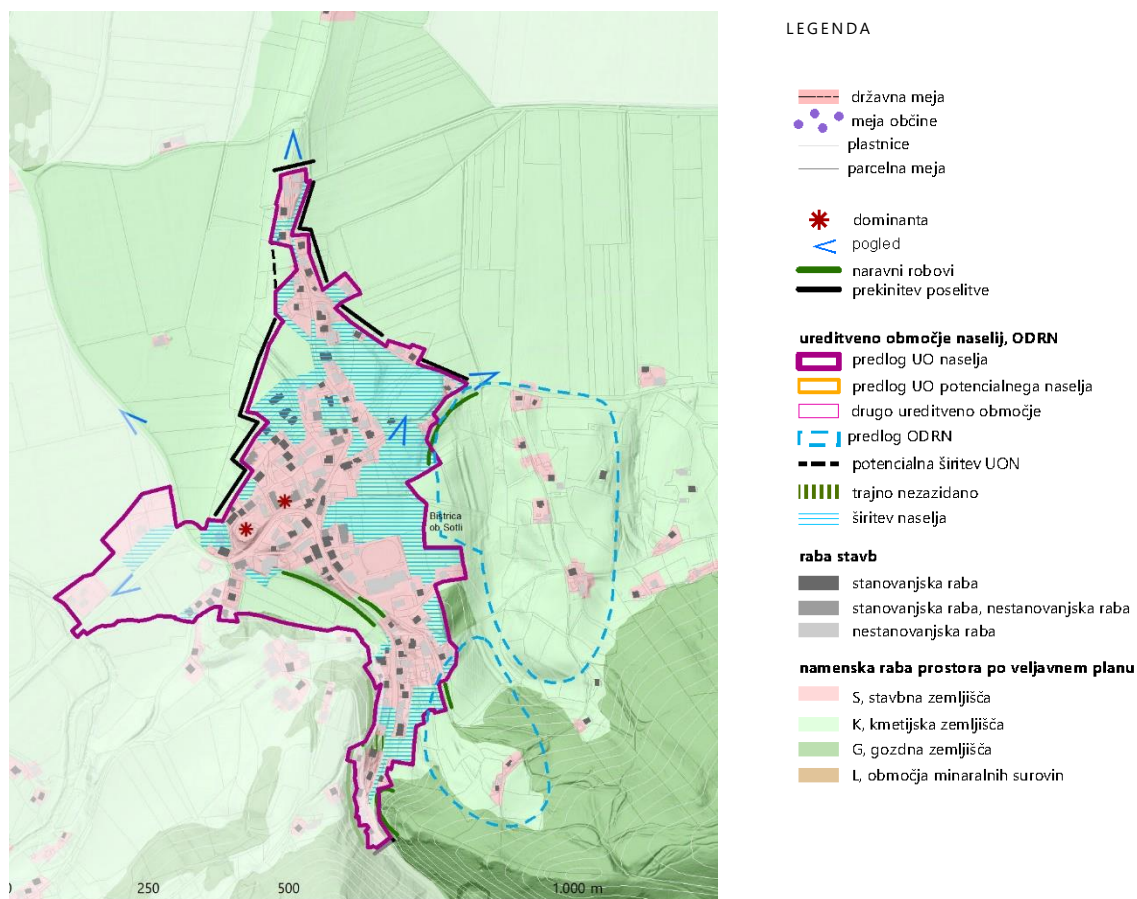 LEGENDA
državna meja
meja občine
plastnice
parcelna meja
dominanta
pogled
naravni robovi
prekinitev poselitve
ureditveno območje naselij, ODRN
predlog UO naselja
predlog UO potencialnega naselja
drugo ureditveno območje
predlog ODRN
potencialna širitev UON
trajno nezazidano
širitev naselja
raba stavb
stanovanjska raba
stanovanjska raba, nestanovanjska raba
nestanovanjska raba
namenska raba prostora po veljavnem planu
S, stavbna zemljišča
K, kmetijska zemljišča
G, gozdna zemljišča
L, območja minaralnih surovin
Bistrica
ob Sotli
250 500 1.000 m